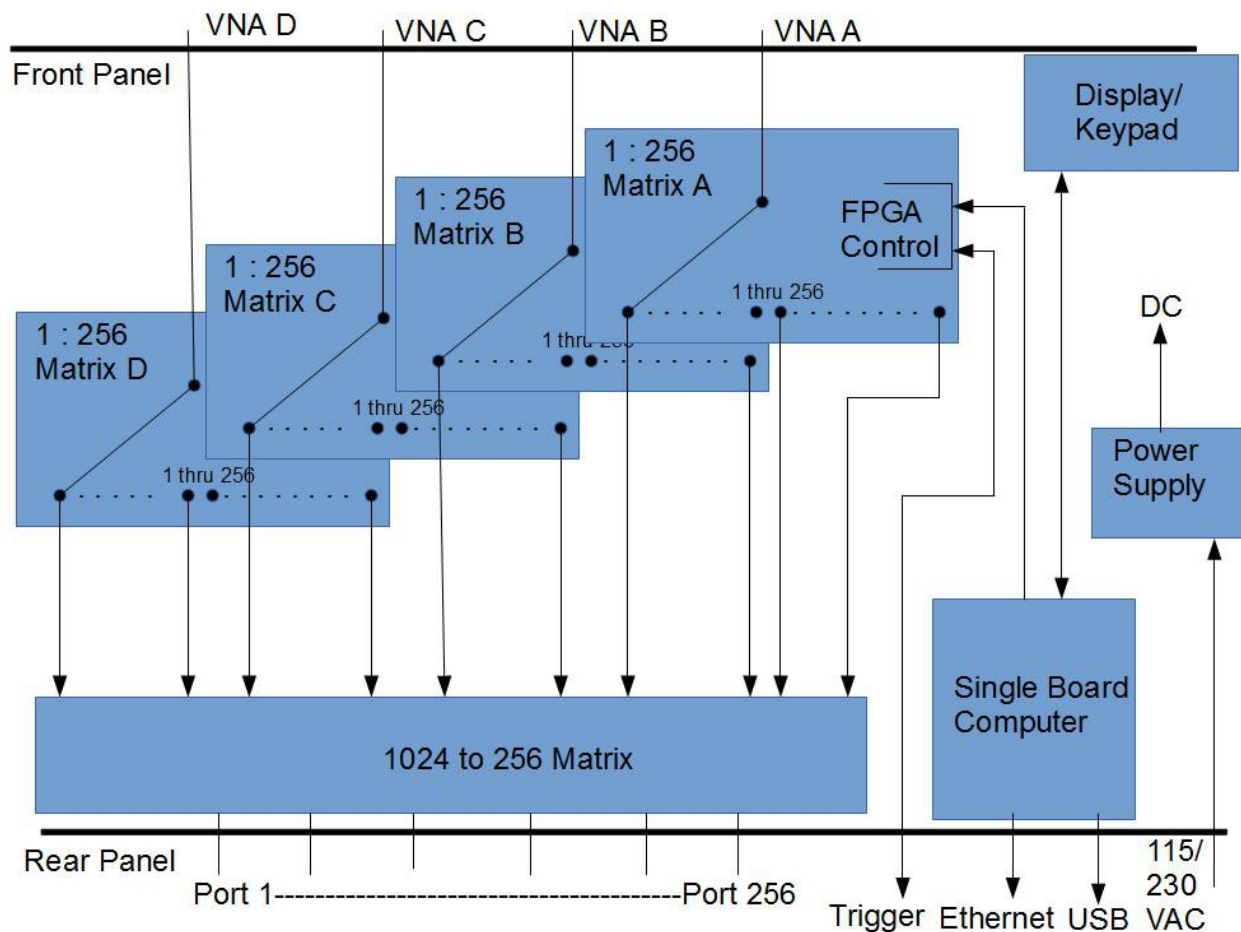 VNA D
VNA C
VNA B
VNA A
Front Panel
Display/
Keypad
1 : 256
Matrix A
FPGA
Control
1 thru 256
1 : 256
Matrix B
1 thru 256
1 : 256
Matrix C
1 thru 256
1 : 256
Matrix D
1 thru 256
DC
Power
Supply
Single Board
Computer
1024 to 256 Matrix
Rear Panel
Port 1------------------------------------Port 256
Trigger
Ethernet
USB
115/
230
VAC